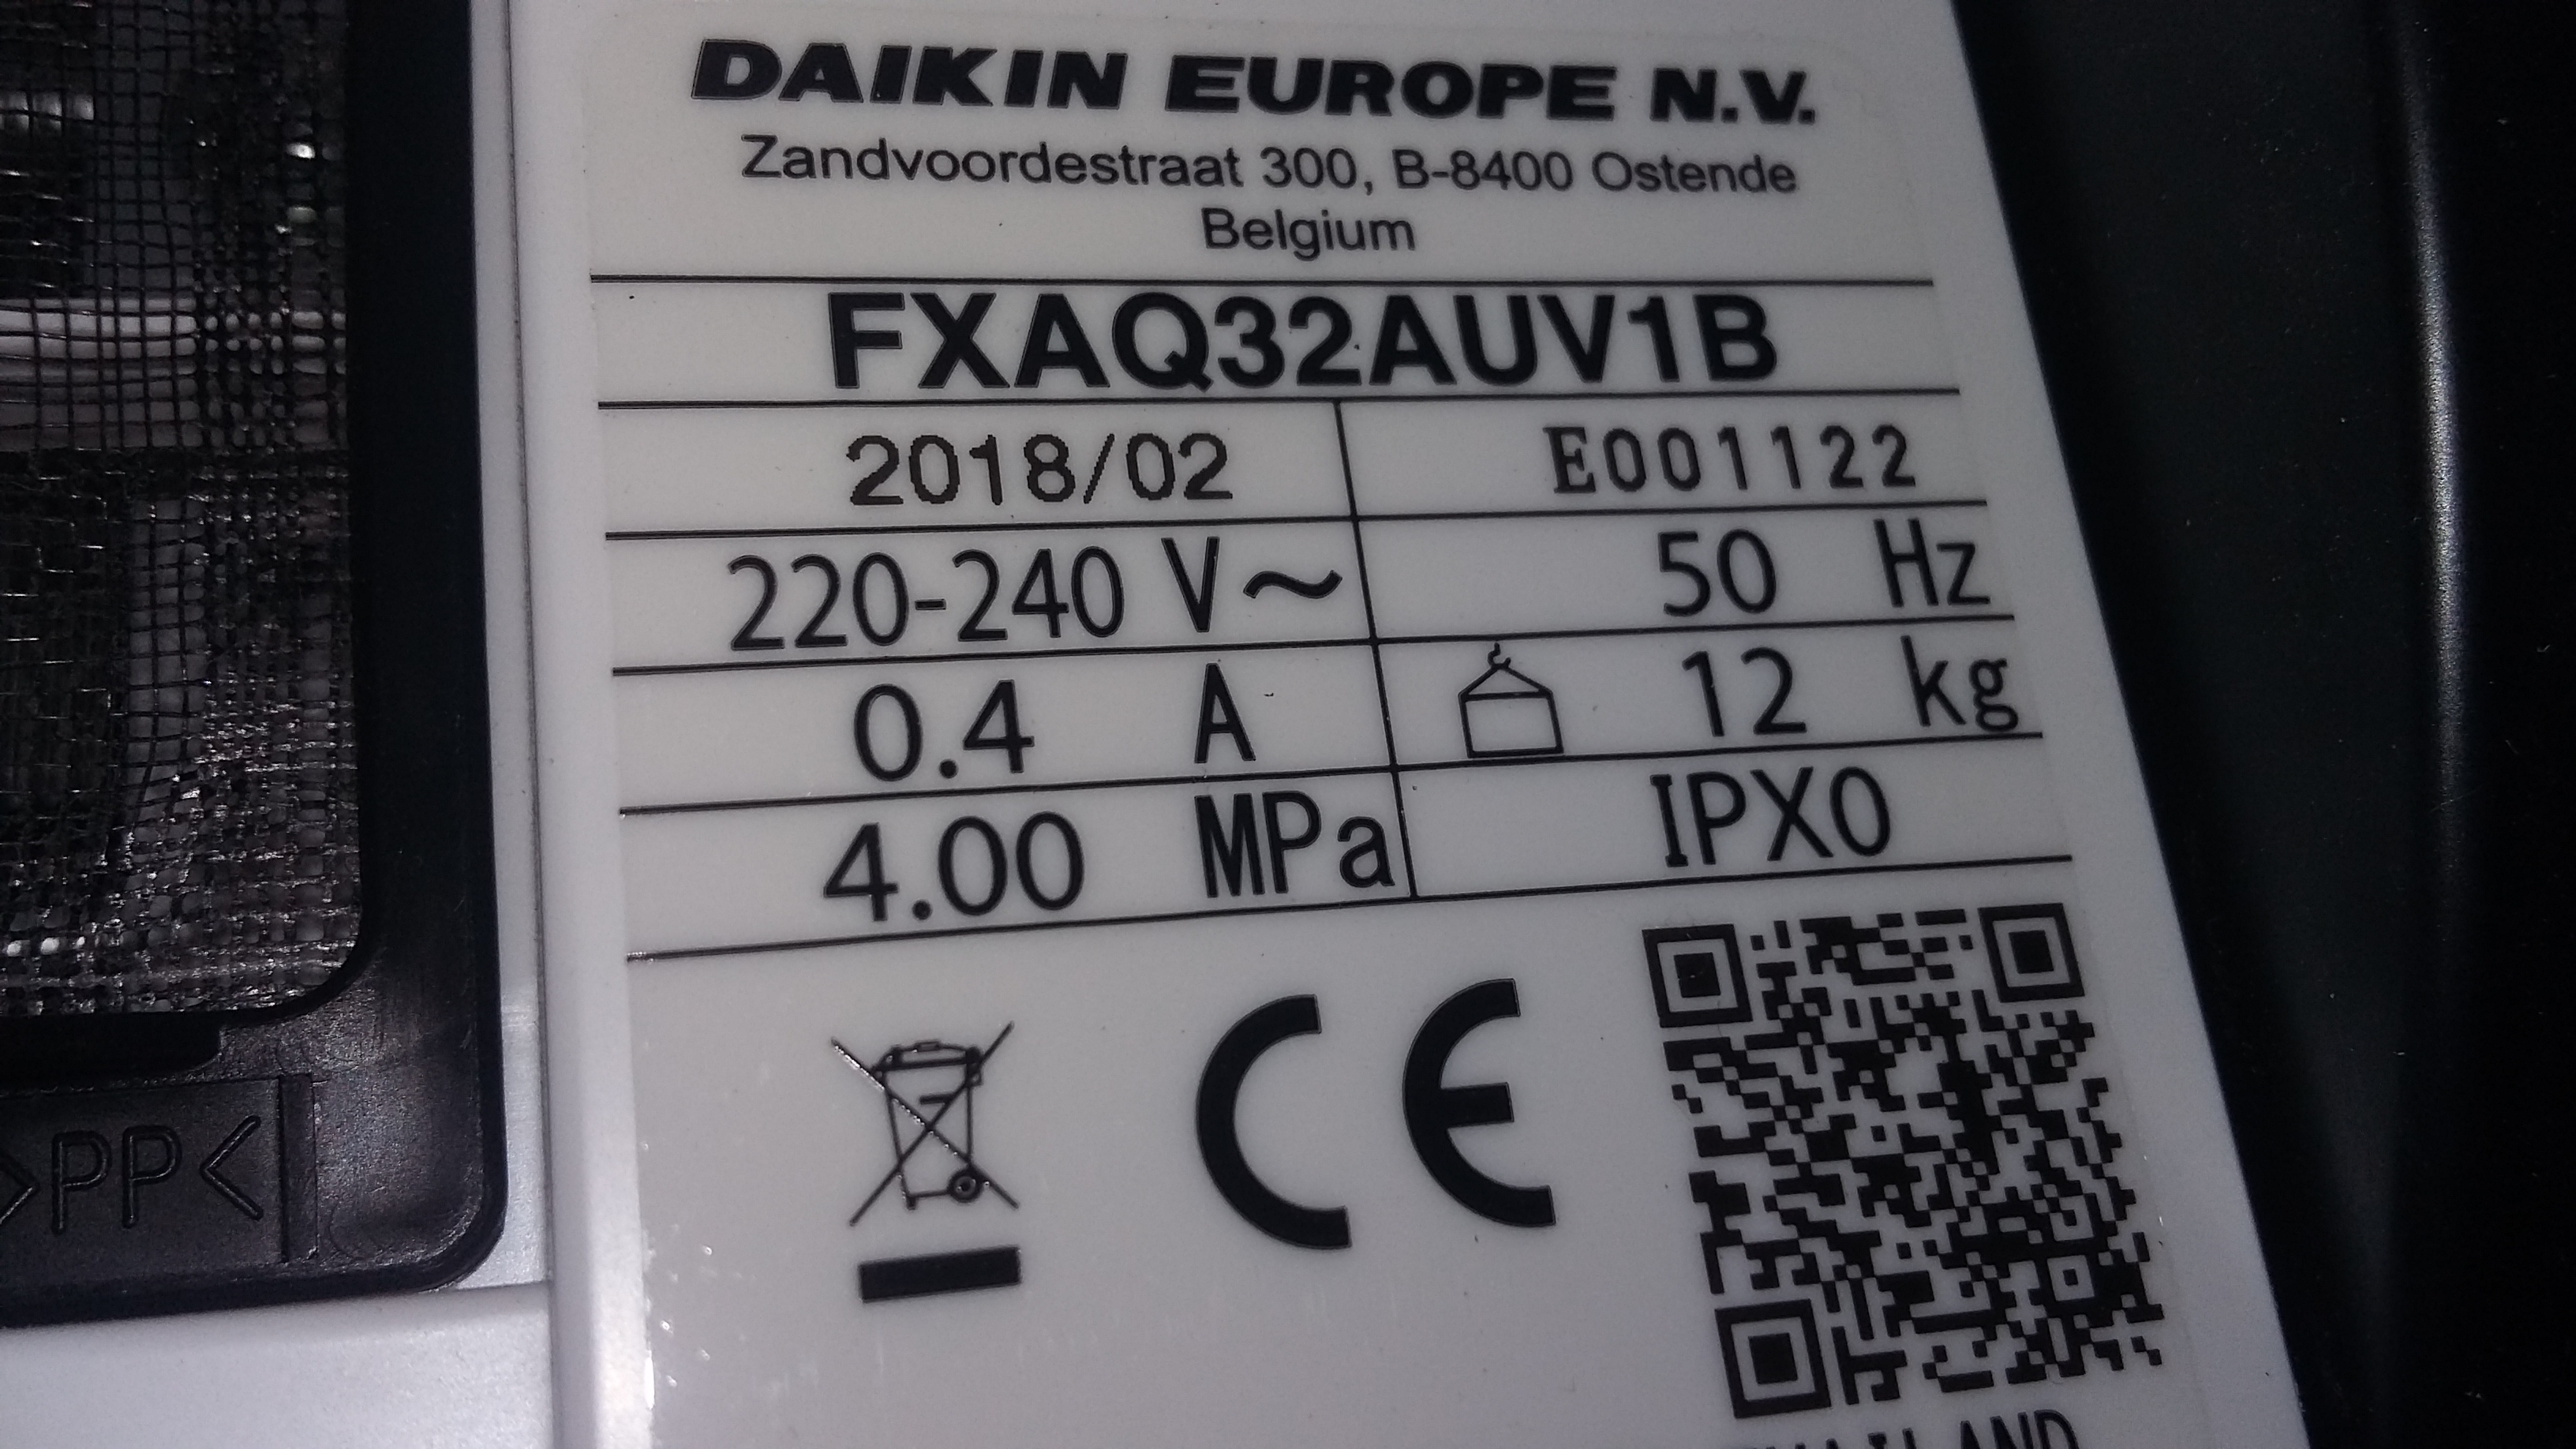 DAIKIN EUROPE N.V.
Zandvoordestraat 300, B-8400 Ostende
Belgium
FXAQ32AUV1B
2018/02 E001122
220-240 V~ 50 Hz
0.4 A 12 kg
4.00 MPa IPX0
CE
>PP<